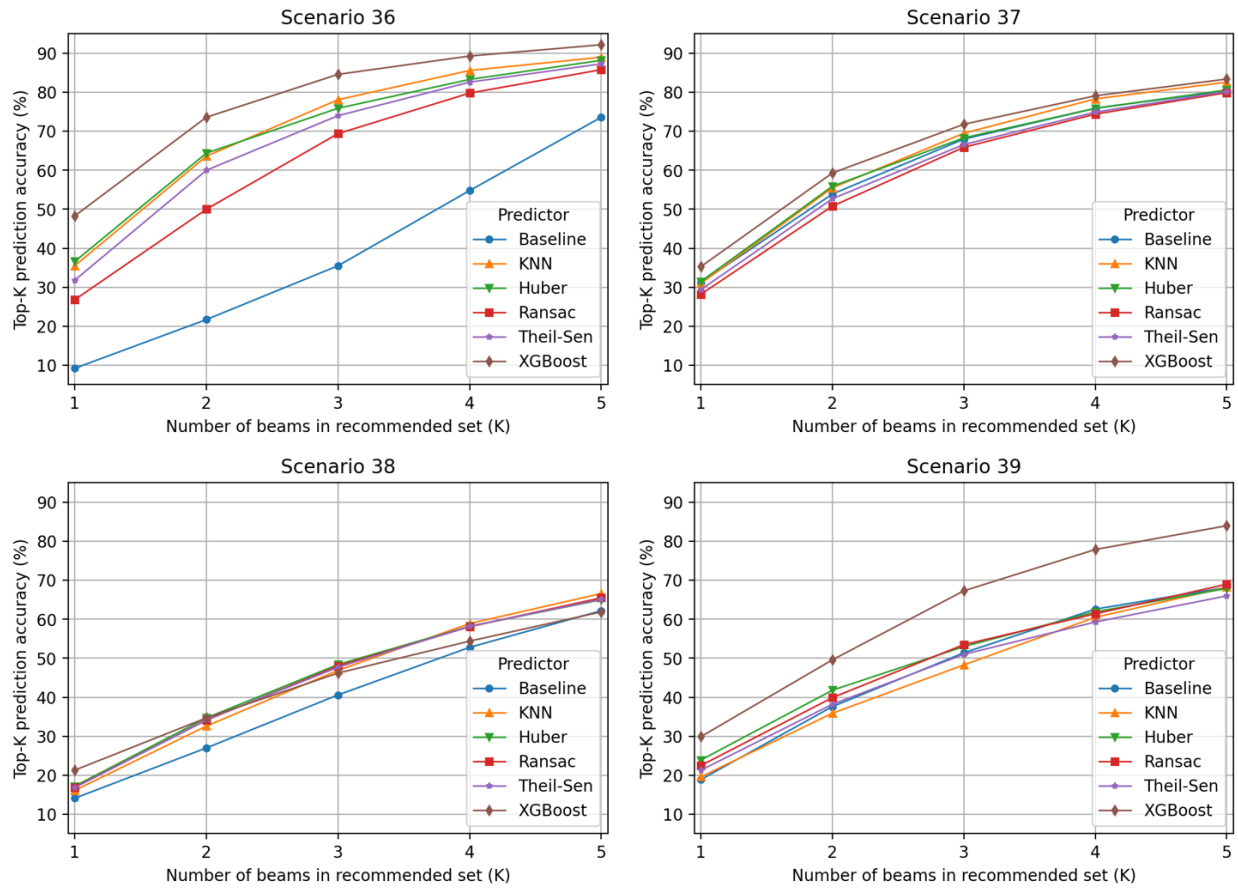 Scenario 36
Top-K prediction accuracy (%)
90
80
70
60
50
40
30
20
10
1 2 3 4 5
Number of beams in recommended set (K)
Predictor
Baseline
KNN
Huber
Ransac
Theil-Sen
XGBoost
Scenario 37
Top-K prediction accuracy (%)
90
80
70
60
50
40
30
20
10
1 2 3 4 5
Number of beams in recommended set (K)
Predictor
Baseline
KNN
Huber
Ransac
Theil-Sen
XGBoost
Scenario 38
Top-K prediction accuracy (%)
90
80
70
60
50
40
30
20
10
1 2 3 4 5
Number of beams in recommended set (K)
Predictor
Baseline
KNN
Huber
Ransac
Theil-Sen
XGBoost
Scenario 39
Top-K prediction accuracy (%)
90
80
70
60
50
40
30
20
10
1 2 3 4 5
Number of beams in recommended set (K)
Predictor
Baseline
KNN
Huber
Ransac
Theil-Sen
XGBoost